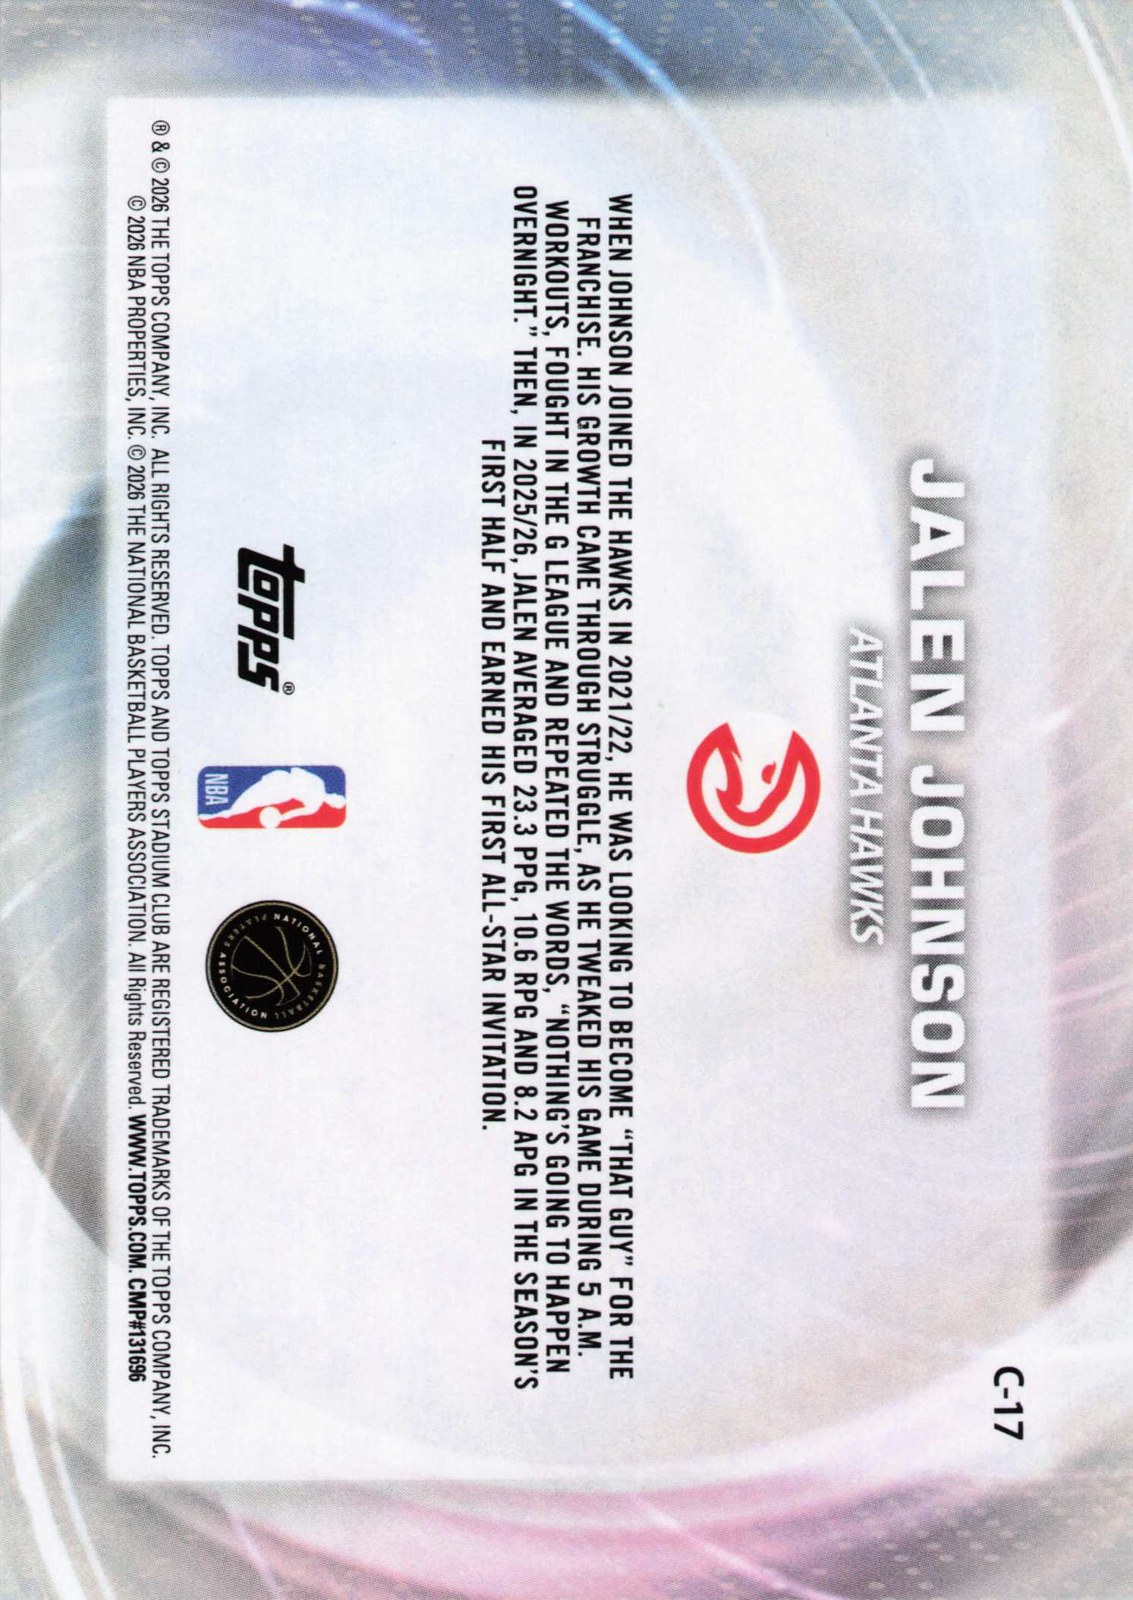 C-17
JALEN JOHNSON
ATLANTA HAWKS
WHEN JOHNSON JOINED THE HAWKS IN 2021/22, HE WAS LOOKING TO BECOME “THAT GUY” FOR THE
FRANCHISE. HIS GROWTH CAME THROUGH STRUGGLE, AS HE TWEAKED HIS GAME DURING 5 A.M.
WORKOUTS, FOUGHT IN THE G LEAGUE AND REPEATED THE WORDS, “NOTHING’S GOING TO HAPPEN
OVERNIGHT.” THEN, IN 2025/26, JALEN AVERAGED 23.3 PPG, 10.6 RPG AND 8.2 APG IN THE SEASON’S
FIRST HALF AND EARNED HIS FIRST ALL-STAR INVITATION.
topps®
NBA
NATIONAL BASKETBALL
PLAYERS ASSOCIATION
® & © 2026 THE TOPPS COMPANY, INC. ALL RIGHTS RESERVED. TOPPS AND TOPPS STADIUM CLUB ARE REGISTERED TRADEMARKS OF THE TOPPS COMPANY, INC.
© 2026 NBA PROPERTIES, INC. © 2026 THE NATIONAL BASKETBALL PLAYERS ASSOCIATION. All Rights Reserved. WWW.TOPPS.COM. CMP#131696